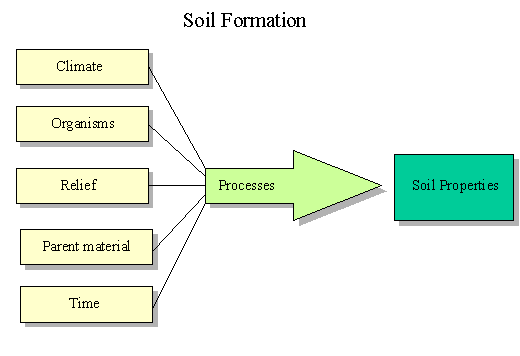 Soil Formation
Climate
Organisms
Relief
Parent material
Time
Processes
Soil Properties